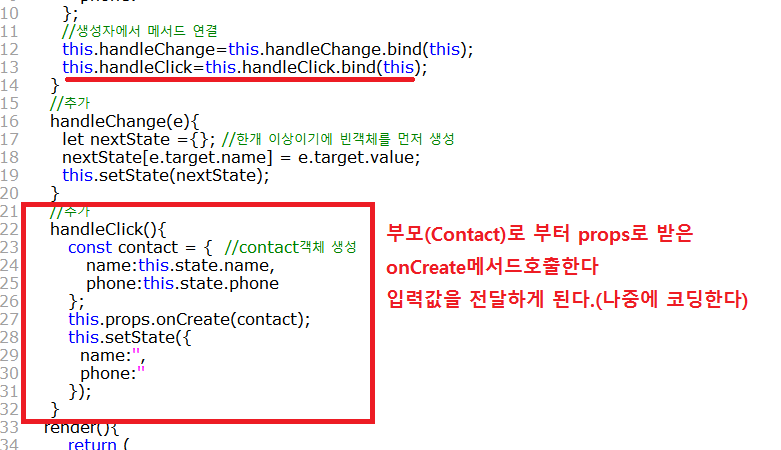 10 };
11 //생성자에서 메서드 연결
12 this.handleChange=this.handleChange.bind(this);
13 this.handleClick=this.handleClick.bind(this);
14 }
15 //추가
16 handleChange(e){
17 let nextState ={}; //한개 이상이기에 빈객체를 먼저 생성
18 nextState[e.target.name] = e.target.value;
19 this.setState(nextState);
20 }
21 //추가
22 handleClick(){
23 const contact = { //contact객체 생성
24 name:this.state.name,
25 phone:this.state.phone
26 };
27 this.props.onCreate(contact);
28 this.setState({
29 name:'',
30 phone:''
31 });
32 }
33 render(){
34 return (
부모(Contact)로 부터 props로 받은
onCreate메서드호출한다
입력값을 전달하게 된다.(나중에 코딩한다)